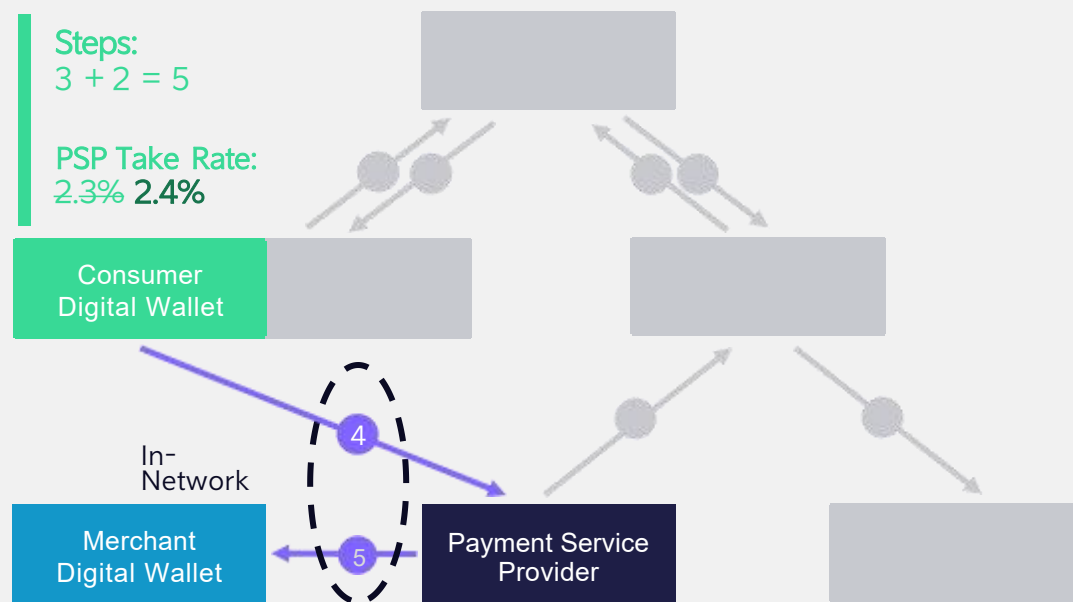 Steps:
3 + 2 = 5
PSP Take Rate:
2.3% 2.4%
Consumer
Digital Wallet
4
In-
Network
5
Merchant
Digital Wallet
Payment Service
Provider